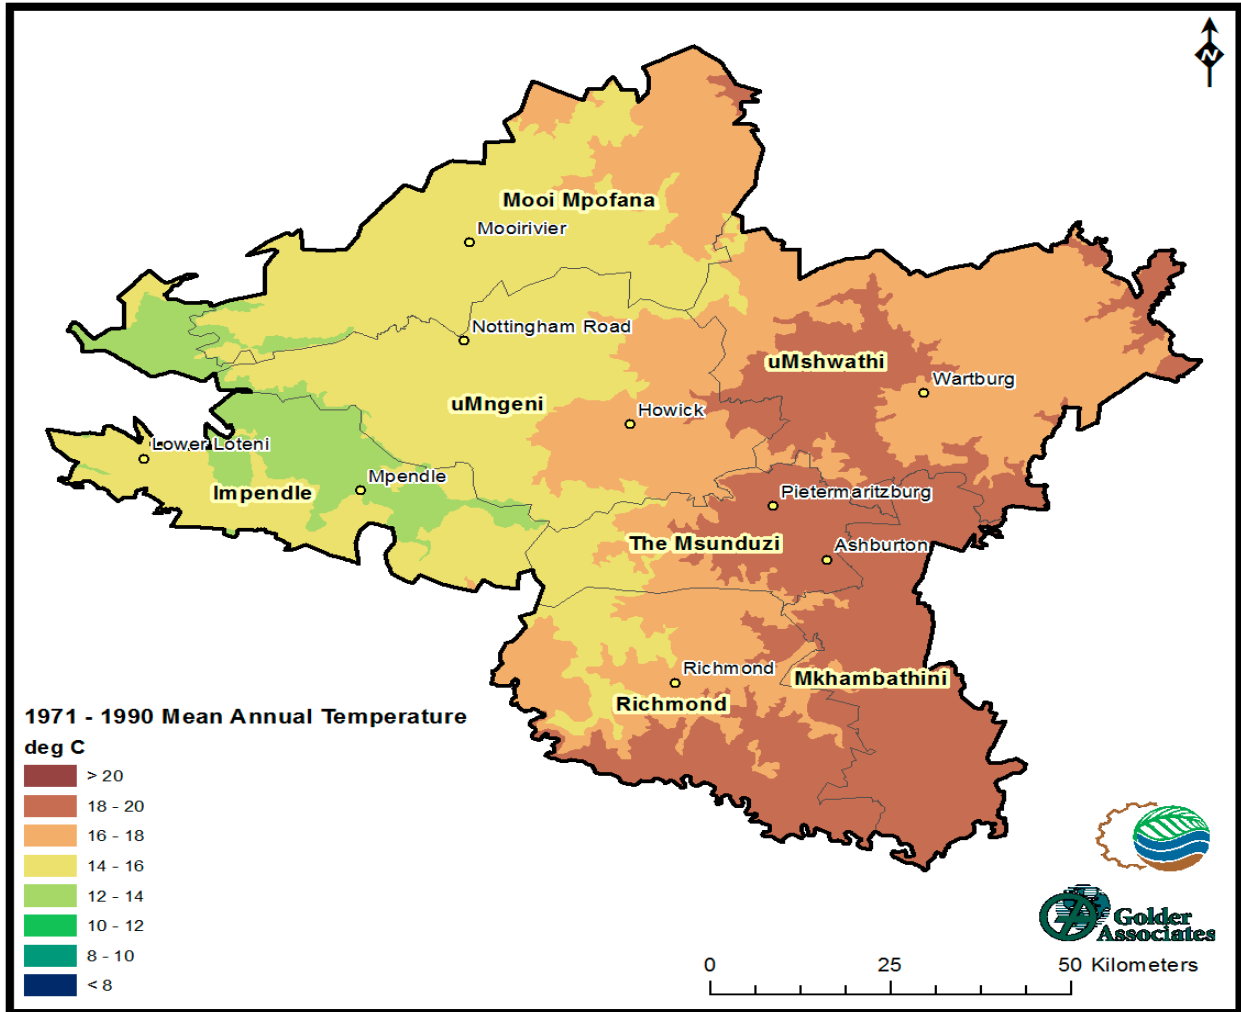 N
Mooi Mpofana
Mooirivier
Nottingham Road
uMshwathi
Wartburg
uMngeni
Howick
Lower Loteni
Mpendle
Impendle
Pietermaritzburg
The Msunduzi
Ashburton
Richmond
Mkhambathini
Richmond
1971 - 1990 Mean Annual Temperature
deg C
> 20
18 - 20
16 - 18
14 - 16
12 - 14
10 - 12
8 - 10
< 8
Golder
Associates
0 25 50 Kilometers